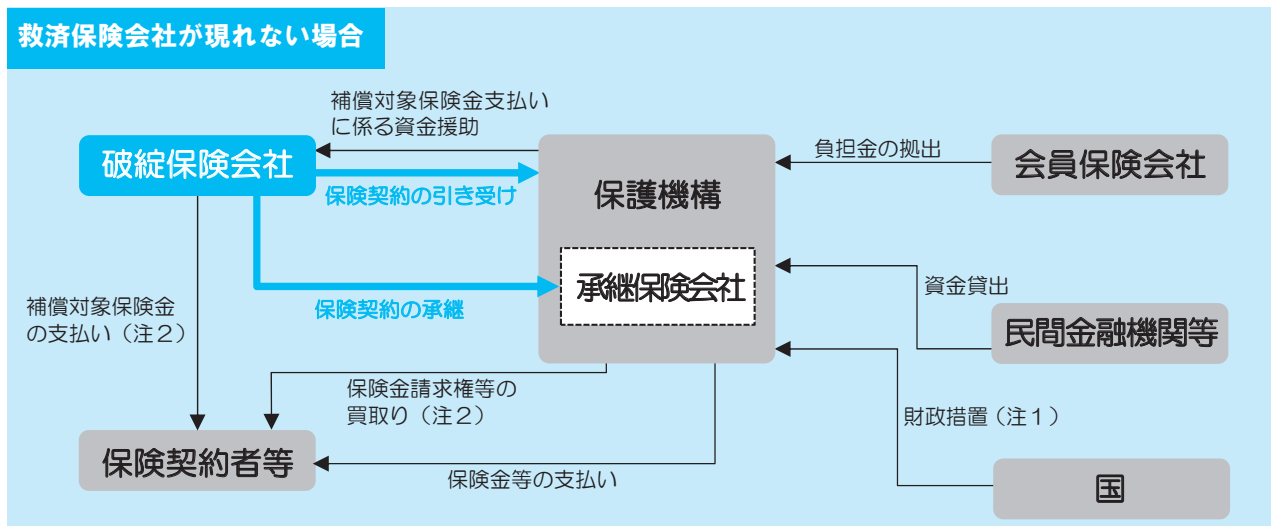 救済保険会社が現れない場合
補償対象保険金支払い
に係る資金援助
破綻保険会社
保険契約の引き受け
保護機構
負担金の拠出
会員保険会社
承継保険会社
保険契約の承継
補償対象保険金
の支払い（注２）
資金貸出
民間金融機関等
保険金請求権等の
買取り（注２）
財政措置（注１）
保険契約者等
保険金等の支払い
国